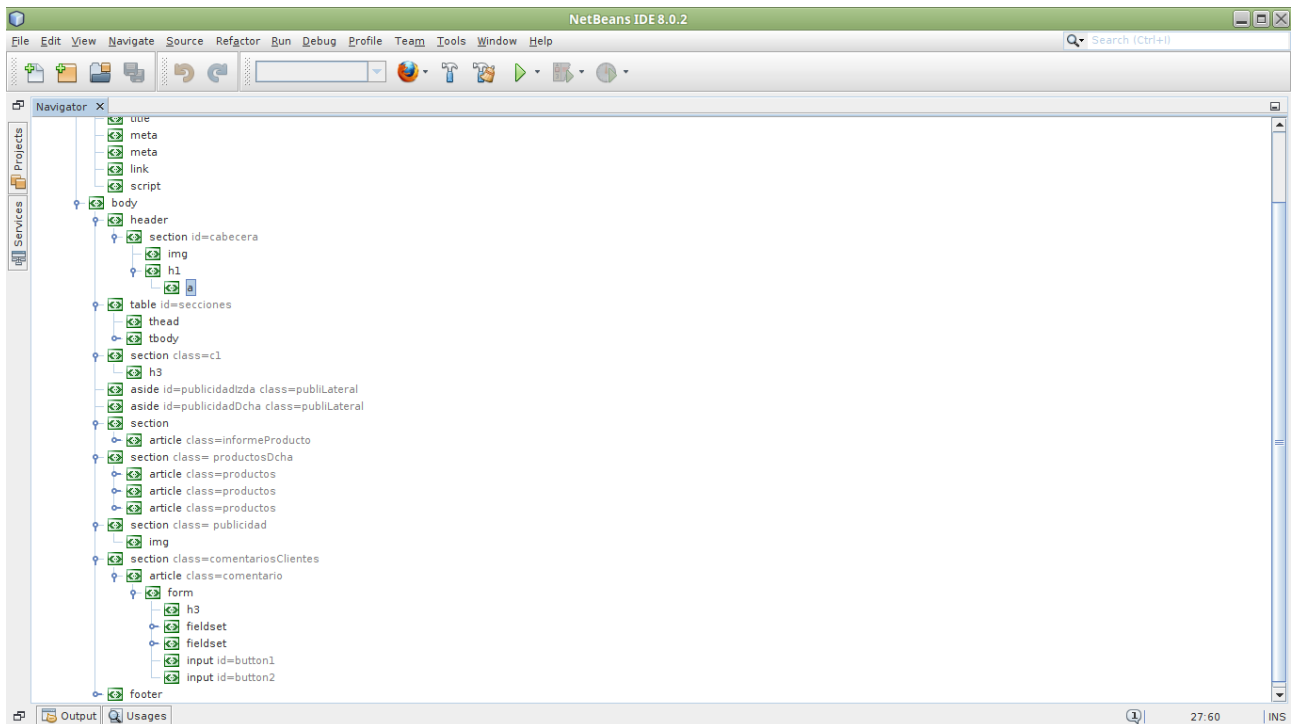 NetBeans IDE 8.0.2
File Edit View Navigate Source Refactor Run Debug Profile Team Tools Window Help
Search (Ctrl+I)
Navigator
Projects
Services
title
meta
meta
link
script
body
header
section id=cabecera
img
h1
a
table id=secciones
thead
tbody
section class=c1
h3
aside id=publicidadIzda class=publiLateral
aside id=publicidadDcha class=publiLateral
section
article class=informeProducto
section class= productosDcha
article class=productos
article class=productos
article class=productos
section class= publicidad
img
section class=comentariosClientes
article class=comentario
form
h3
fieldset
fieldset
input id=button1
input id=button2
footer
Output Usages
1 27:60 INS